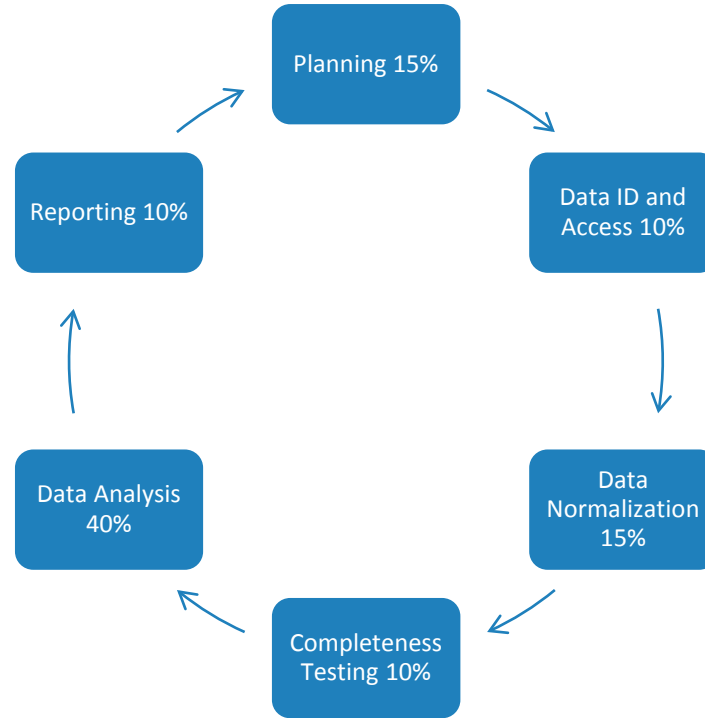 Planning 15%
Data ID and
Access 10%
Data
Normalization
15%
Completeness
Testing 10%
Data Analysis
40%
Reporting 10%